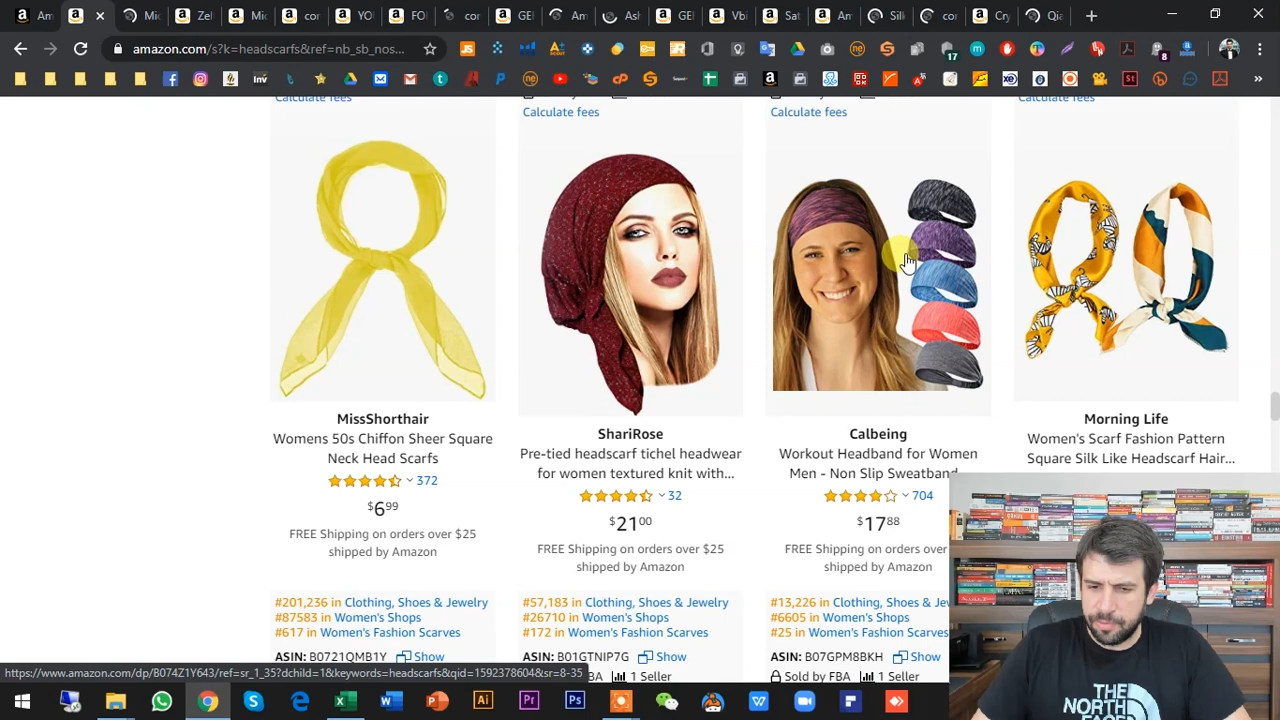 amazon.com/s?k=headscarfs&ref=nb_sb_nos...
Calculate fees
Calculate fees
Calculate fees
Calculate fees
MissShorthair
Womens 50s Chiffon Sheer Square
Neck Head Scarfs
372
$6.99
FREE Shipping on orders over $25
shipped by Amazon
#201,236 in Clothing, Shoes & Jewelry
#87583 in Women's Shops
#617 in Women's Fashion Scarves
ASIN: B0721QMB1Y Show
ShariRose
Pre-tied headscarf tichel headwear
for women textured knit with...
32
$21.00
FREE Shipping on orders over $25
shipped by Amazon
#57,183 in Clothing, Shoes & Jewelry
#26710 in Women's Shops
#172 in Women's Fashion Scarves
ASIN: B01GTNIP7G Show
1 Seller
Calbeing
Workout Headband for Women
Men - Non Slip Sweatband
704
$17.88
FREE Shipping on orders over
shipped by Amazon
#13,226 in Clothing, Shoes & Jew
#6605 in Women's Shops
#25 in Women's Fashion Scarves
ASIN: B07GPM8BKH Show
Sold by FBA 1 Seller
Morning Life
Women's Scarf Fashion Pattern
Square Silk Like Headscarf Hair...
https://www.amazon.com/dp/B074Z1Y643/ref=sr_1_35?dchild=1&keywords=headscarfs&qid=1592378604&sr=8-35
THE
NORTH